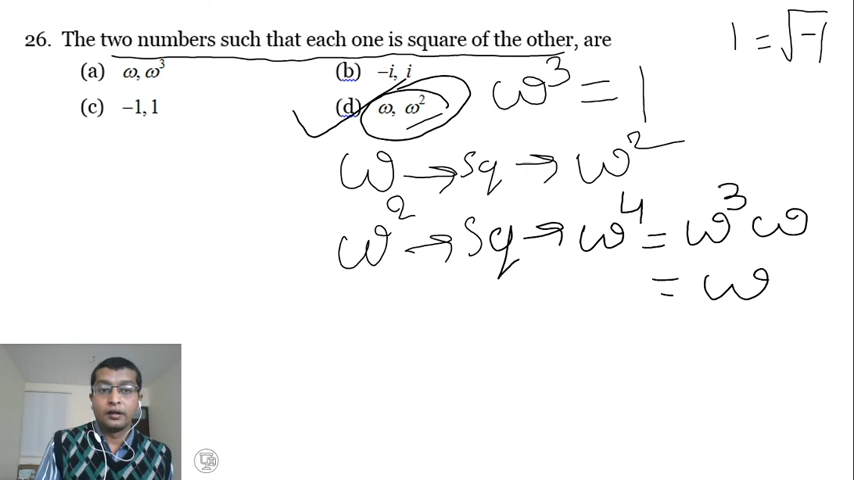 26. The two numbers such that each one is square of the other, are
(a) ω, ω³ (b) −i, i
(c) −1, 1 (d) ω, ω²
1 = √−1
ω³ = 1
ω → sq → ω²
ω² → sq → ω⁴ = ω³ ω
= ω